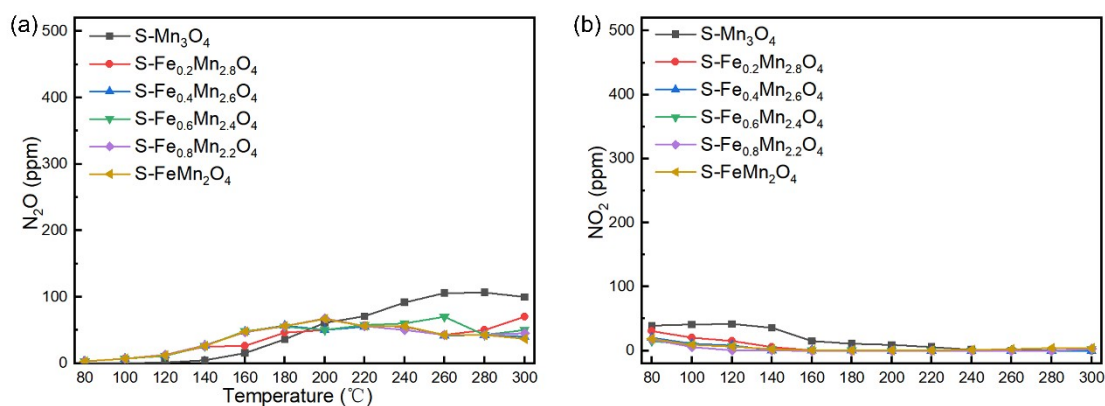 (a)
500
400
300
200
100
0
N₂O (ppm)
S-Mn₃O₄
S-Fe₀.₂Mn₂.₈O₄
S-Fe₀.₄Mn₂.₆O₄
S-Fe₀.₆Mn₂.₄O₄
S-Fe₀.₈Mn₂.₂O₄
S-FeMn₂O₄
80 100 120 140 160 180 200 220 240 260 280 300
Temperature (℃)
(b)
500
400
300
200
100
0
NO₂ (ppm)
S-Mn₃O₄
S-Fe₀.₂Mn₂.₈O₄
S-Fe₀.₄Mn₂.₆O₄
S-Fe₀.₆Mn₂.₄O₄
S-Fe₀.₈Mn₂.₂O₄
S-FeMn₂O₄
80 100 120 140 160 180 200 220 240 260 280 300